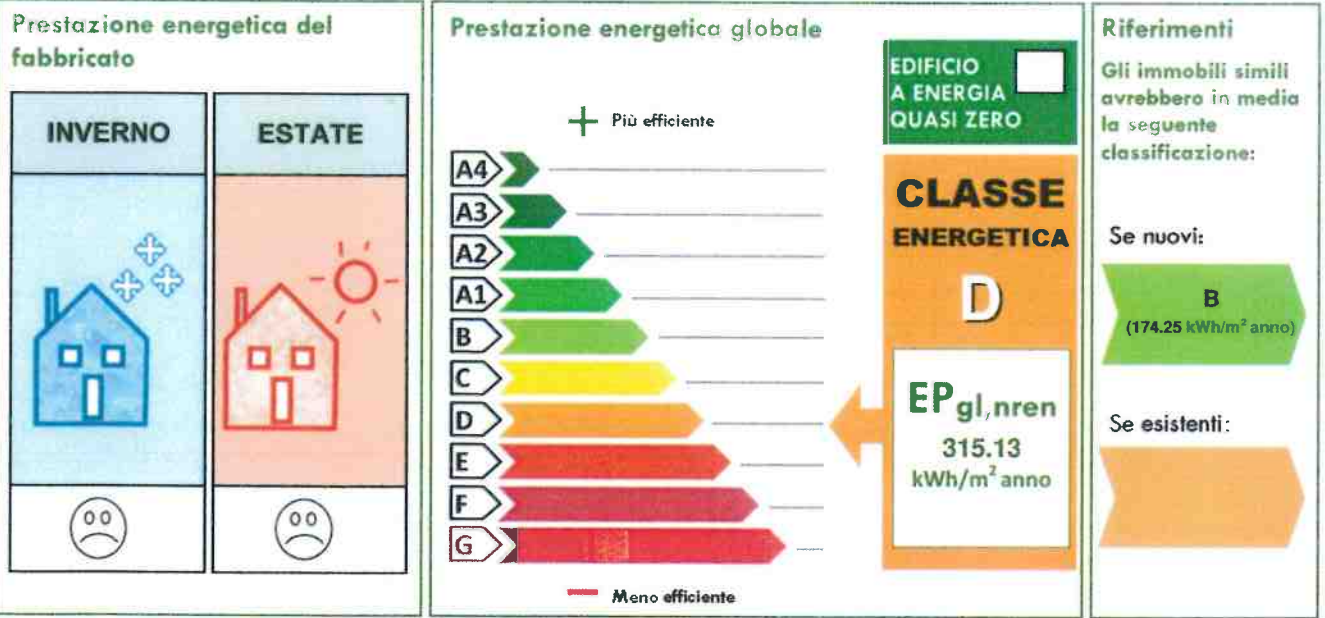 Prestazione energetica del
fabbricato
INVERNO
ESTATE
Prestazione energetica globale
Più efficiente
A4
A3
A2
A1
B
C
D
E
F
G
Meno efficiente
EDIFICIO
A ENERGIA
QUASI ZERO
CLASSE
ENERGETICA
D
EPgl,nren
315.13
kWh/m² anno
Riferimenti
Gli immobili simili
avrebbero in media
la seguente
classificazione:
Se nuovi:
B
(174.25 kWh/m² anno)
Se esistenti: